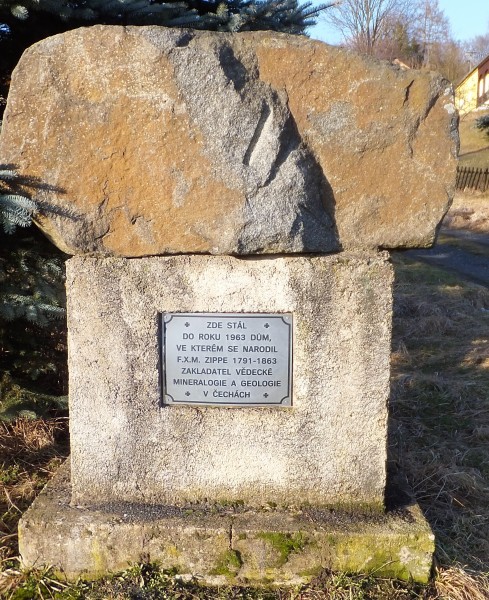 ZDE STÁL
DO ROKU 1963 DŮM,
VE KTERÉM SE NARODIL
F.X.M. ZIPPE 1791-1863
ZAKLADATEL VĚDECKÉ
MINERALOGIE A GEOLOGIE
V ČECHÁCH